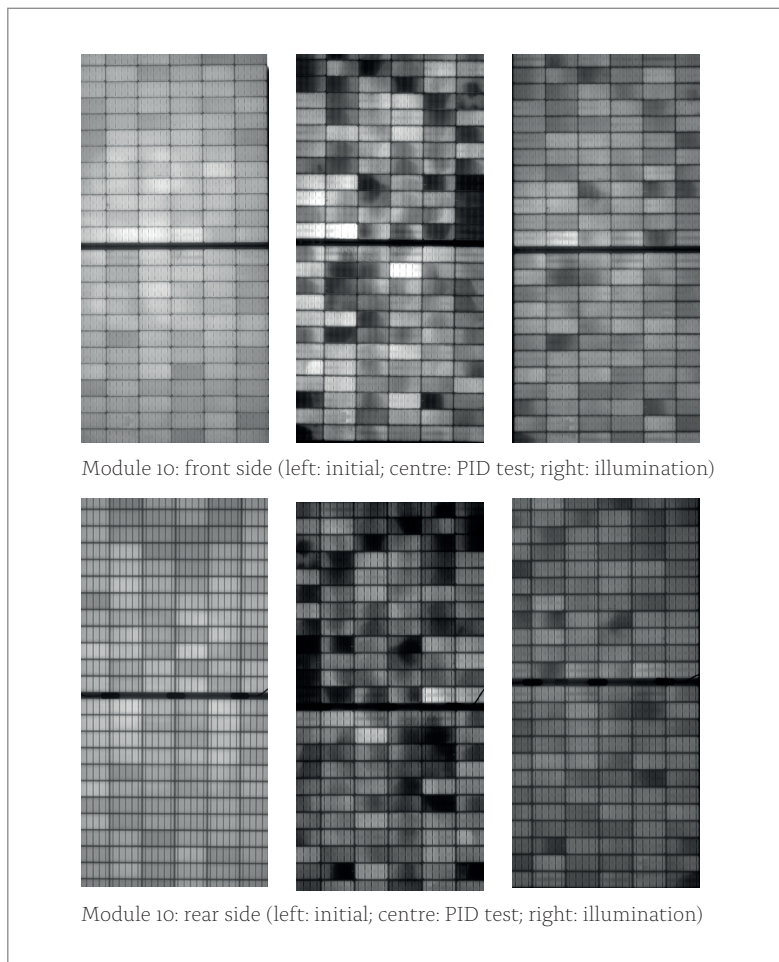 Module 10: front side (left: initial; centre: PID test; right: illumination)
Module 10: rear side (left: initial; centre: PID test; right: illumination)